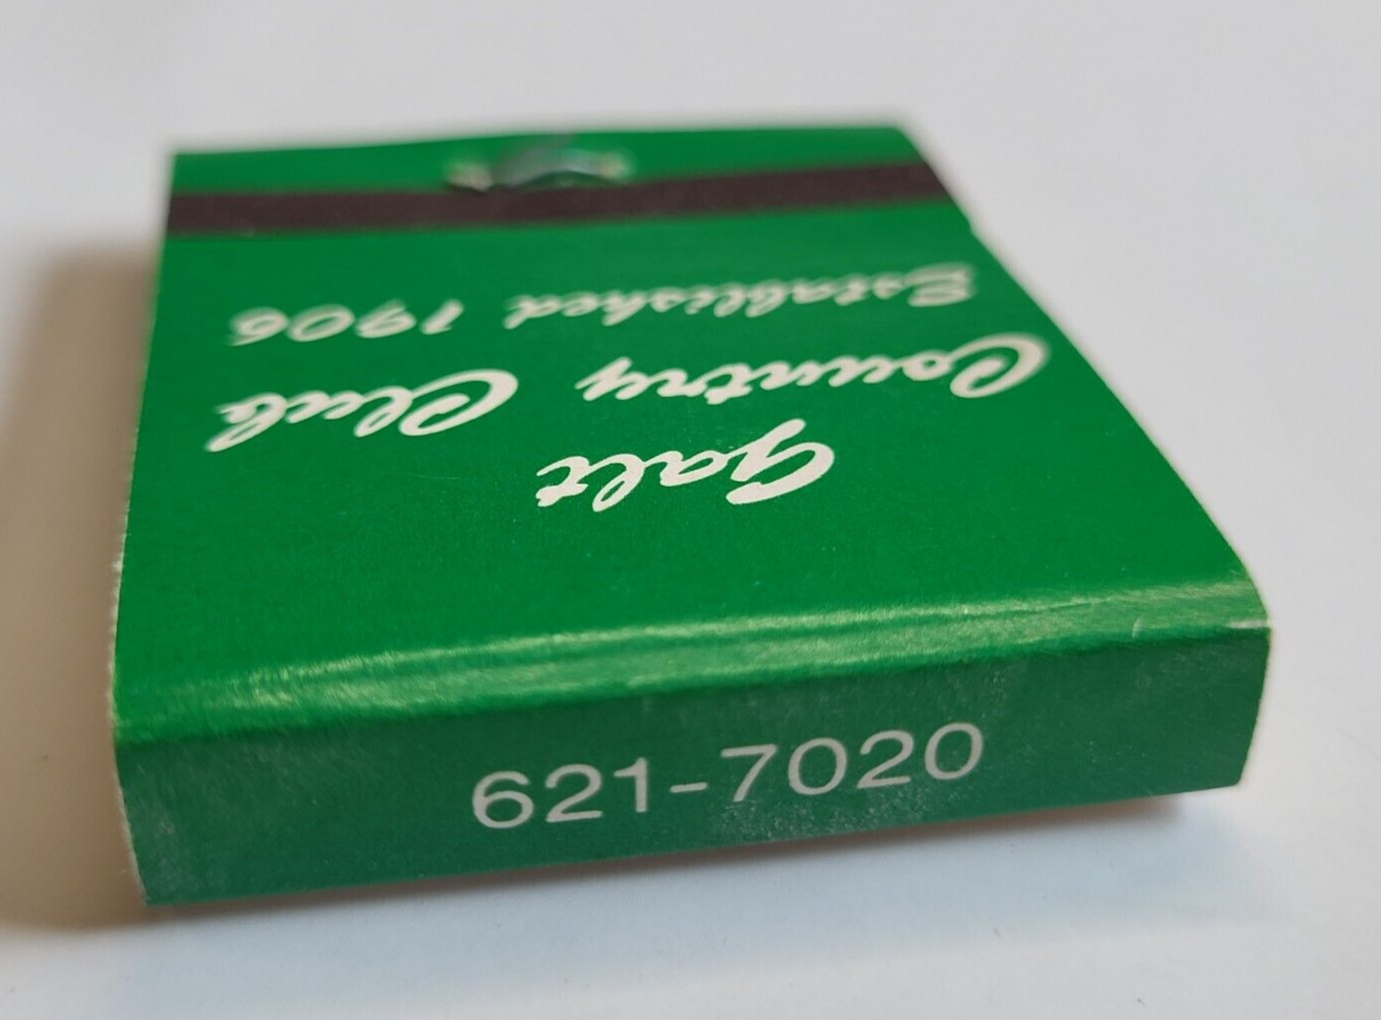 Galt
Country Club
Established 1906
621-7020